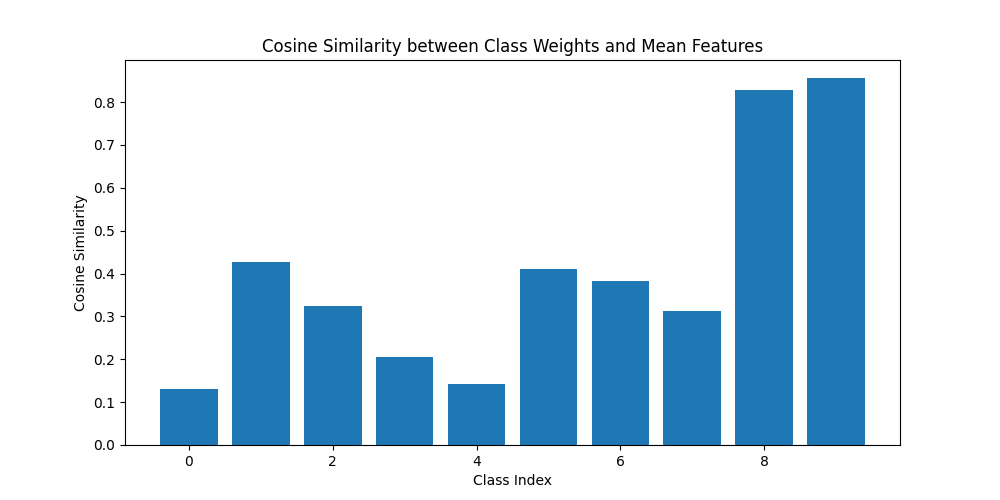 Cosine Similarity between Class Weights and Mean Features
0.8
0.7
0.6
0.5
0.4
0.3
0.2
0.1
0.0
Cosine Similarity
0 2 4 6 8
Class Index